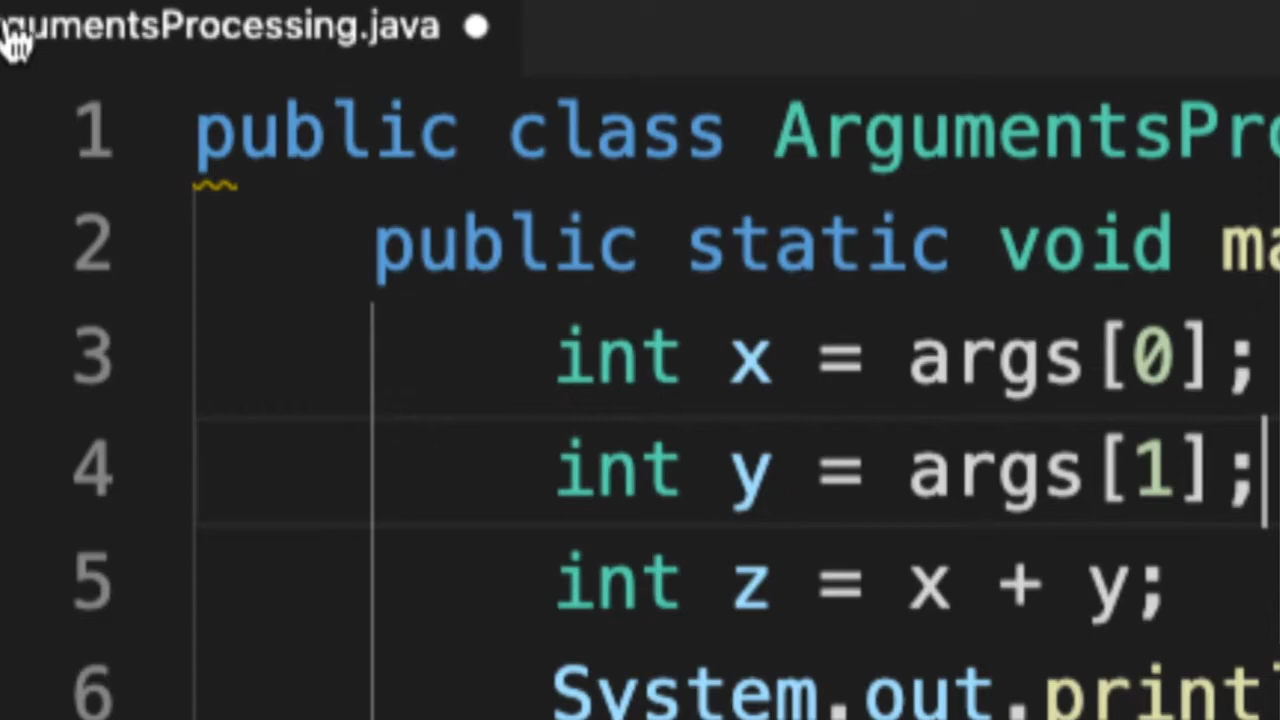 gumentsProcessing.java
1 public class ArgumentsPro
2 public static void ma
3 int x = args[0];
4 int y = args[1];
5 int z = x + y;
6 System.out.print